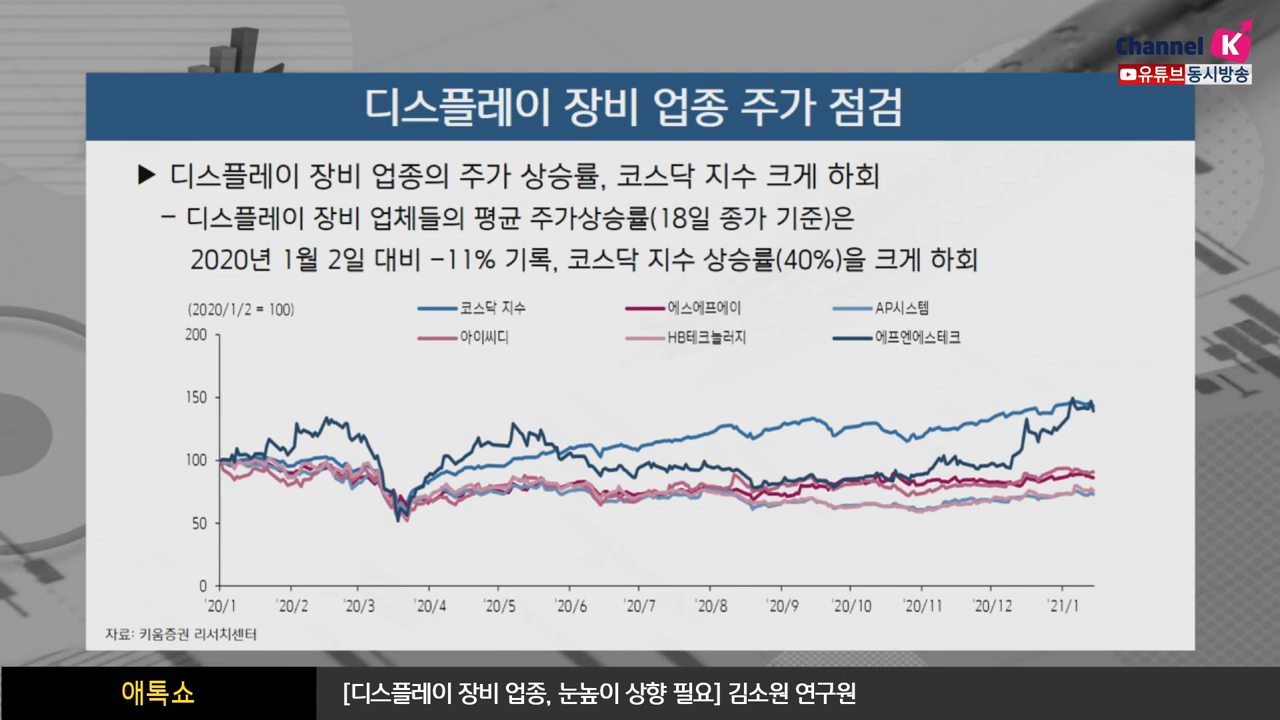 Channel K
유튜브 동시방송
디스플레이 장비 업종 주가 점검
▶ 디스플레이 장비 업종의 주가 상승률, 코스닥 지수 크게 하회
– 디스플레이 장비 업체들의 평균 주가상승률(18일 종가 기준)은
2020년 1월 2일 대비 -11% 기록, 코스닥 지수 상승률(40%)을 크게 하회
(2020/1/2 = 100) 코스닥 지수 에스에프에이 AP시스템
아이씨디 HB테크놀러지 에프엔에스테크
200
150
100
50
0
'20/1 '20/2 '20/3 '20/4 '20/5 '20/6 '20/7 '20/8 '20/9 '20/10 '20/11 '20/12 '21/1
자료: 키움증권 리서치센터
애톡쇼 [디스플레이 장비 업종, 눈높이 상향 필요] 김소원 연구원